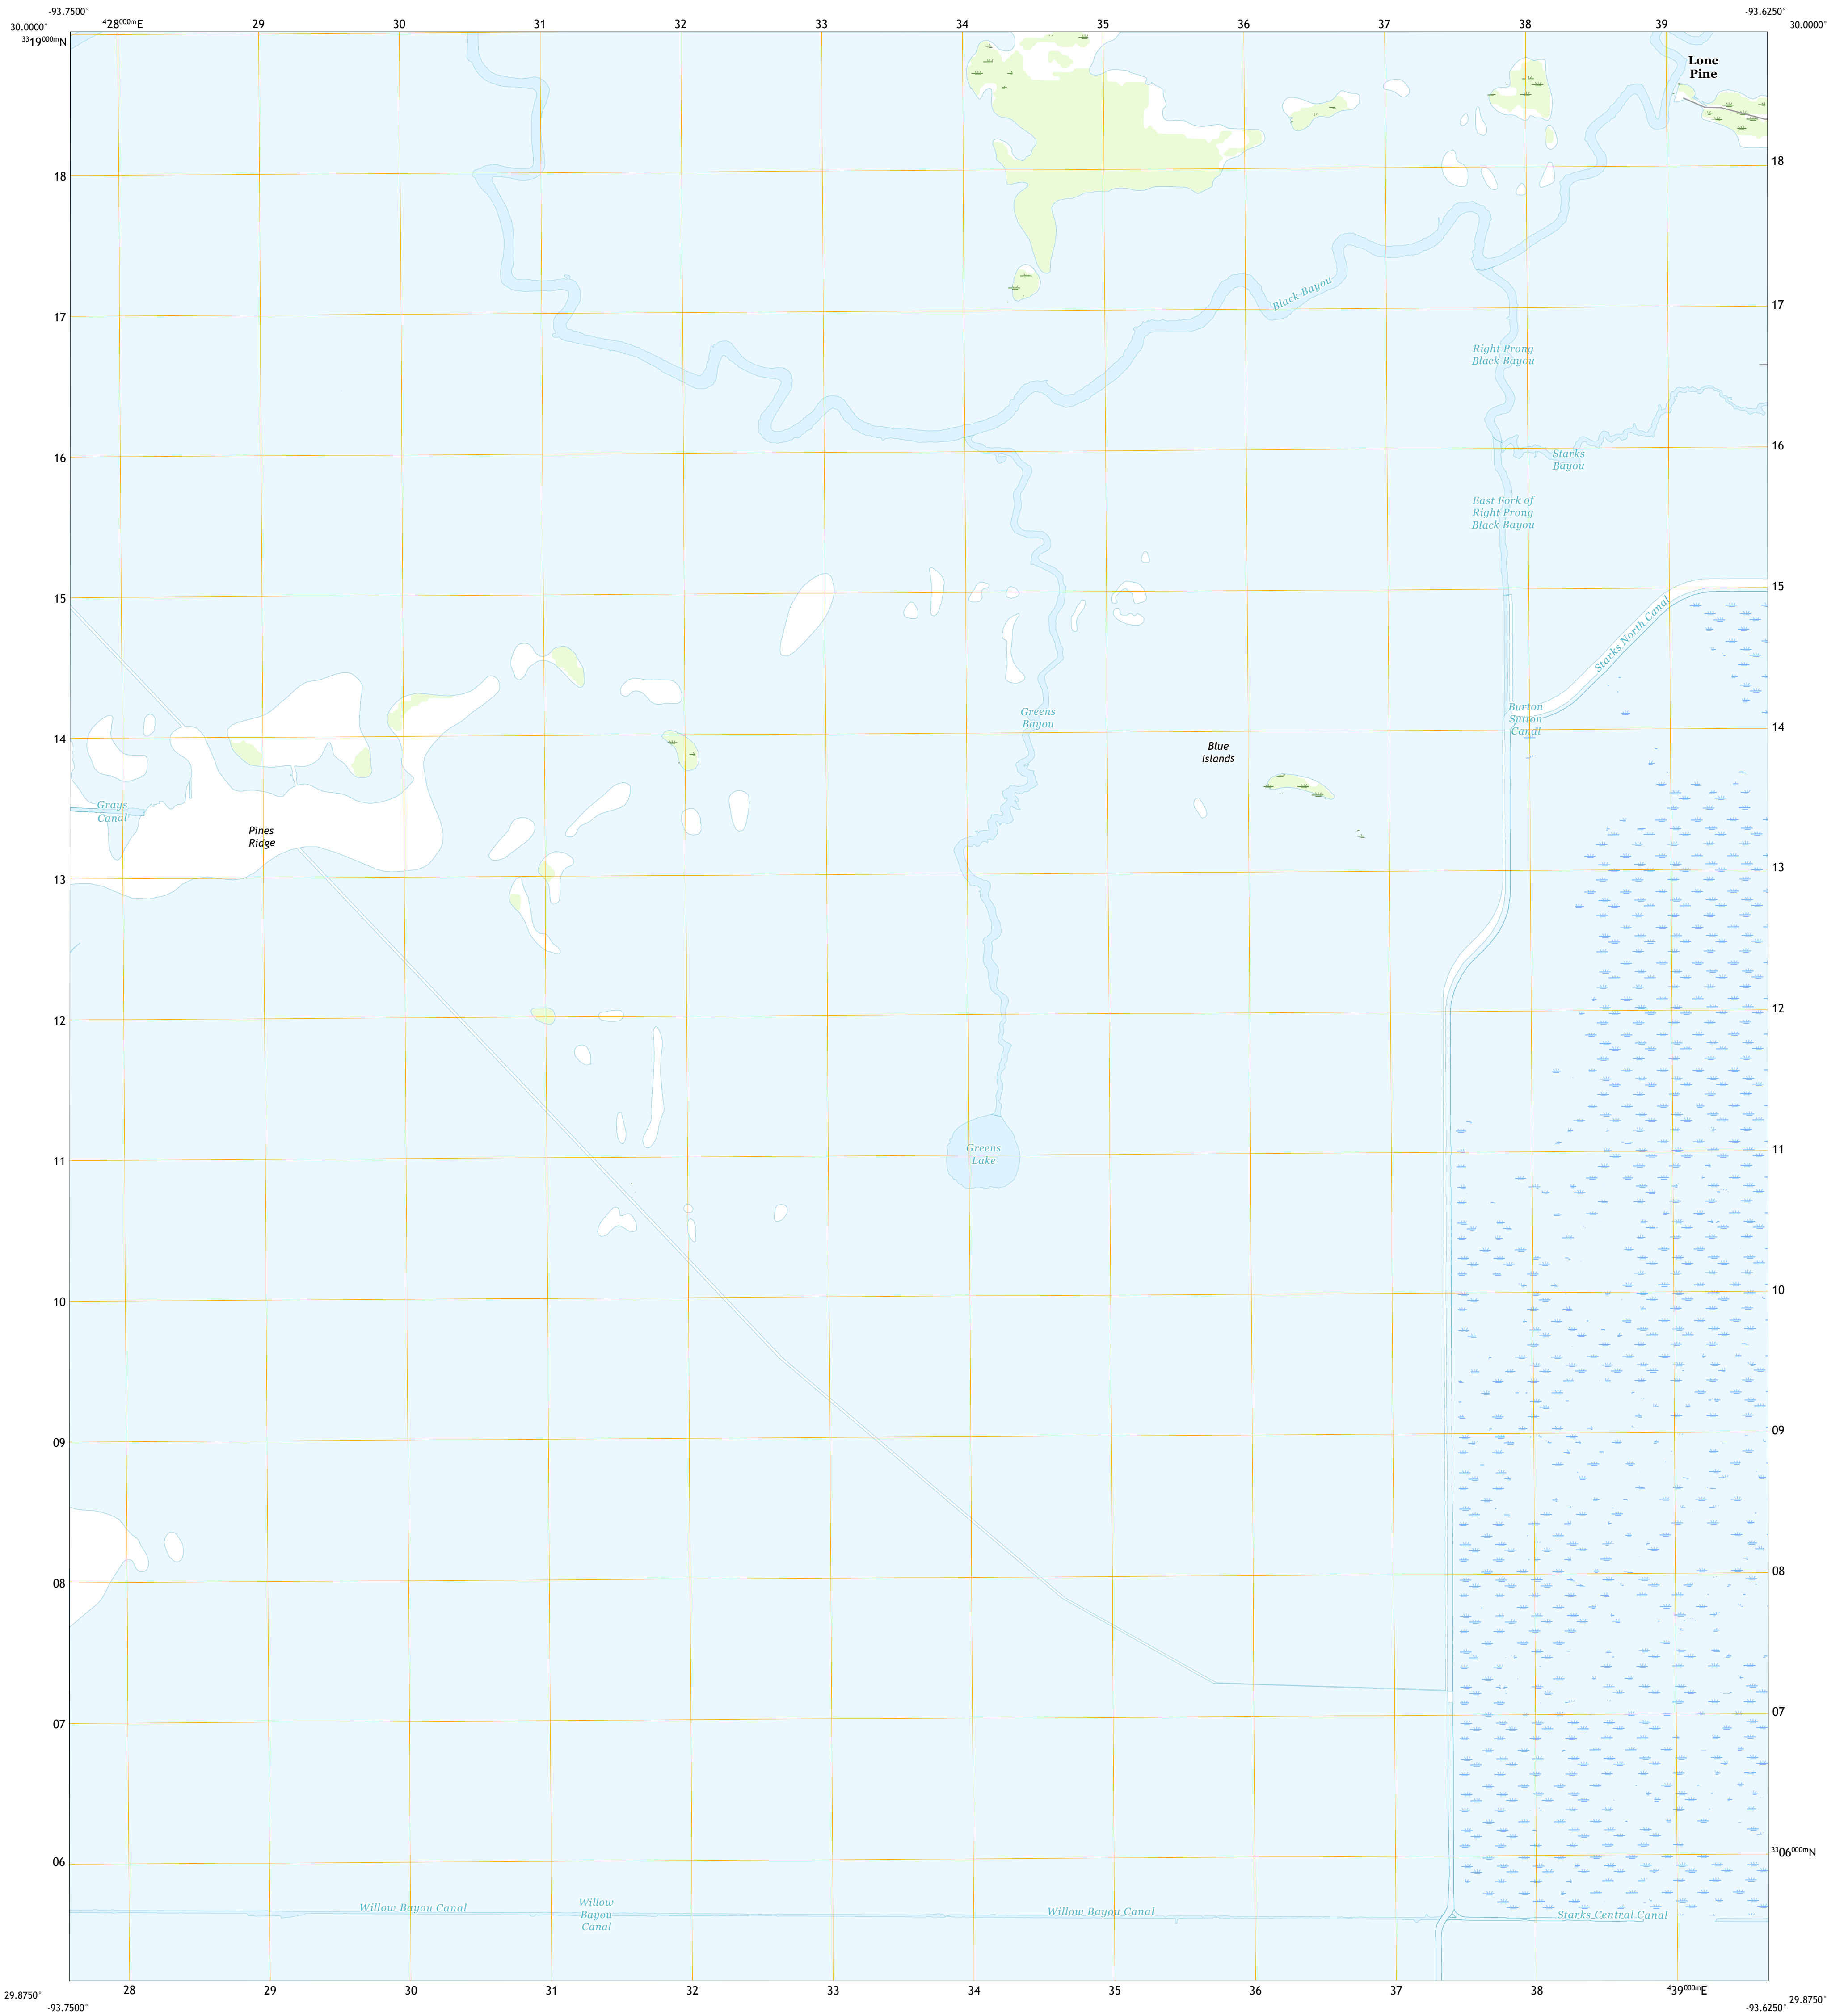 -93.7500°
-93.6250°
30.0000°
⁴28⁰⁰⁰ᵐE 29 30 31 32 33 34 35 36 37 38 39
30.0000°
³³19⁰⁰⁰ᵐN
Lone
Pine
18
18
Black Bayou
17
17
Right Prong
Black Bayou
16
16
Starks
Bayou
East Fork of
Right Prong
Black Bayou
15
15
Starks North Canal
Greens
Bayou
Burton
Sutton
Canal
14
14
Blue
Islands
Grays
Canal
Pines
Ridge
13
13
12
12
Greens
Lake
11
11
10
10
09
09
08
08
07
07
06
³³06⁰⁰⁰ᵐN
Willow Bayou Canal
Willow
Bayou
Canal
Willow Bayou Canal
Starks Central Canal
28 29 30 31 32 33 34 35 36 37 38 ⁴39⁰⁰⁰ᵐE
29.8750°
29.8750°
-93.7500°
-93.6250°